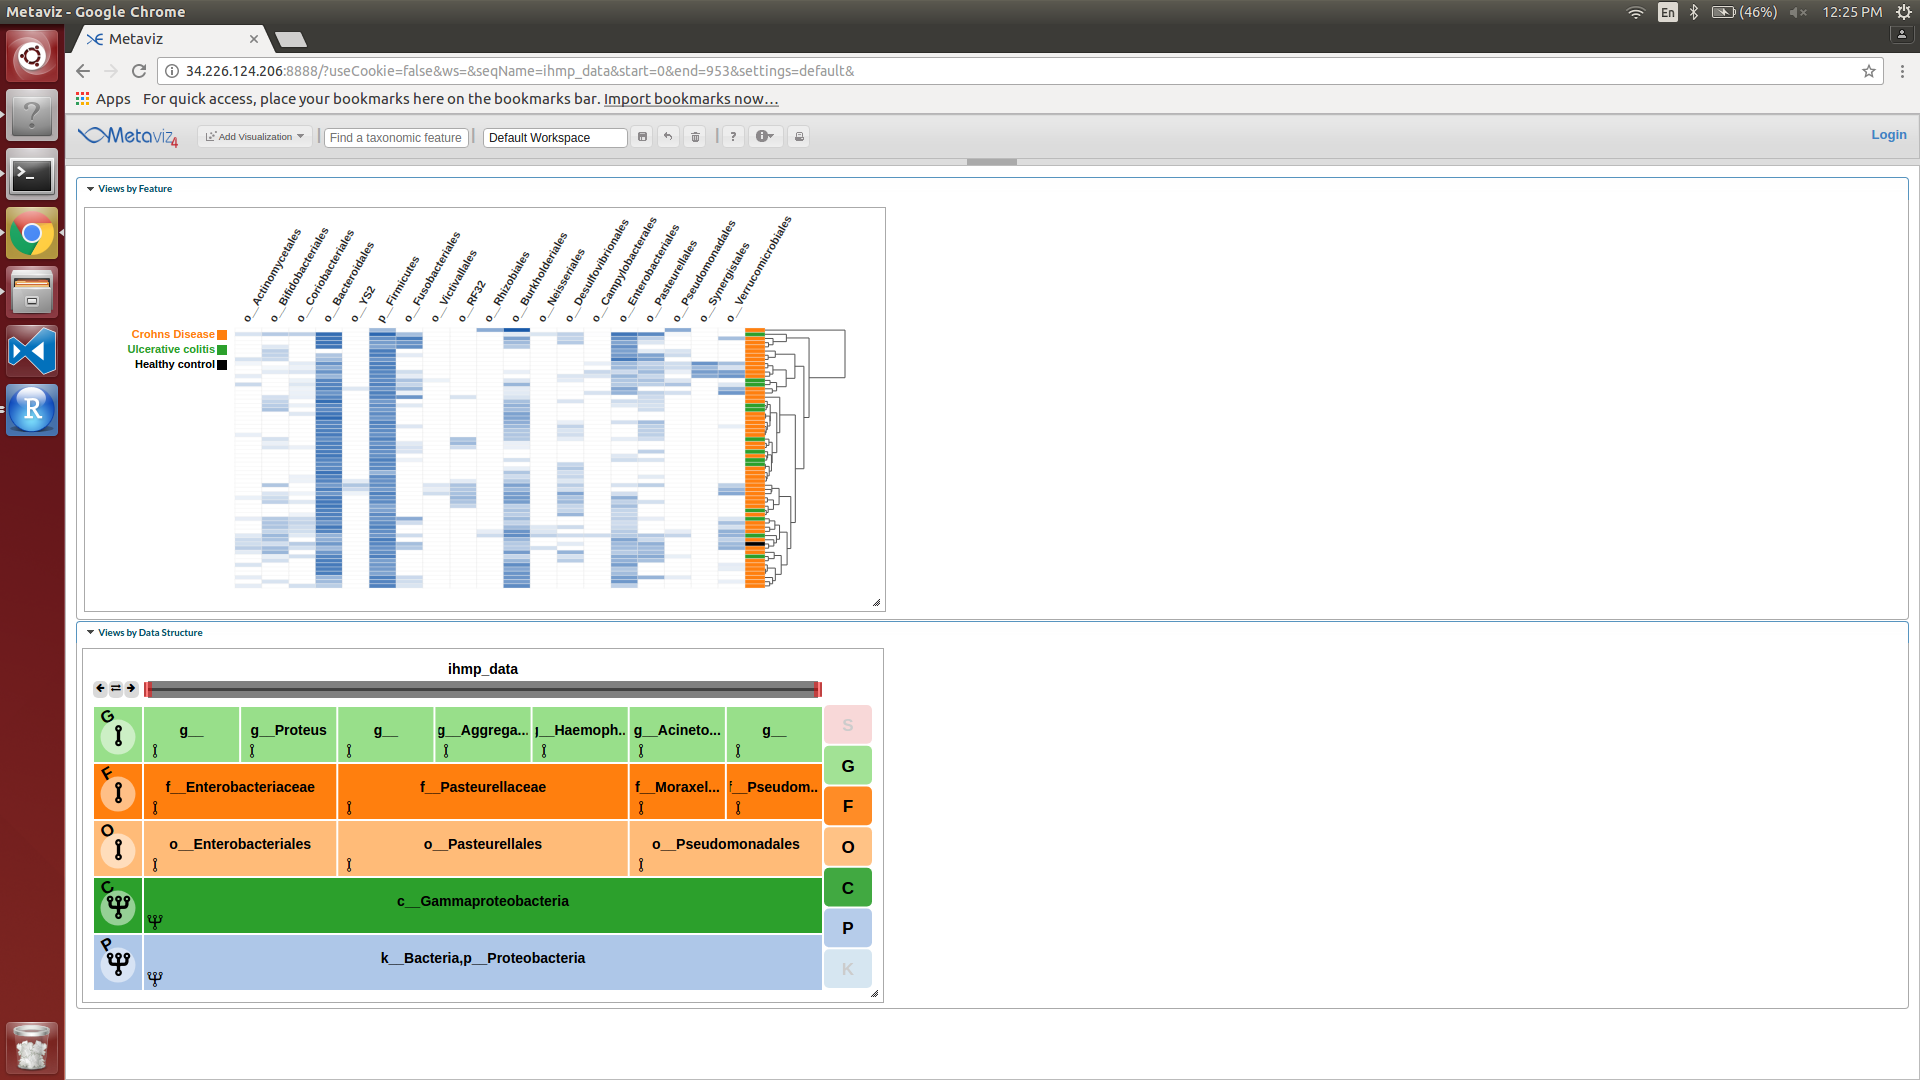 Metaviz - Google Chrome
En
(46%)
12:25 PM
Metaviz
34.226.124.206:8888/?useCookie=false&ws=&seqName=ihmp_data&start=0&end=953&settings=default&
Apps For quick access, place your bookmarks here on the bookmarks bar. Import bookmarks now...
Metaviz 4
Add Visualization
Find a taxonomic feature
Default Workspace
?
Login
Views by Feature
o__Actinomycetales
o__Bifidobacteriales
o__Coriobacteriales
o__Bacteroidales
o__YS2
p__Firmicutes
o__Fusobacteriales
o__Victivallales
o__RF32
o__Rhizobiales
o__Burkholderiales
o__Neisseriales
o__Desulfovibrionales
o__Campylobacterales
o__Enterobacteriales
o__Pasteurellales
o__Pseudomonadales
o__Synergistales
o__Verrucomicrobiales
Crohns Disease
Ulcerative colitis
Healthy control
Views by Data Structure
ihmp_data
G
g__
g__Proteus
g__
g__Aggrega...
g__Haemoph..
g__Acineto...
g__
S
G
F
f__Enterobacteriaceae
f__Pasteurellaceae
f__Moraxel...
f__Pseudom..
F
O
o__Enterobacteriales
o__Pasteurellales
o__Pseudomonadales
O
C
c__Gammaproteobacteria
C
P
k__Bacteria,p__Proteobacteria
P
K
R